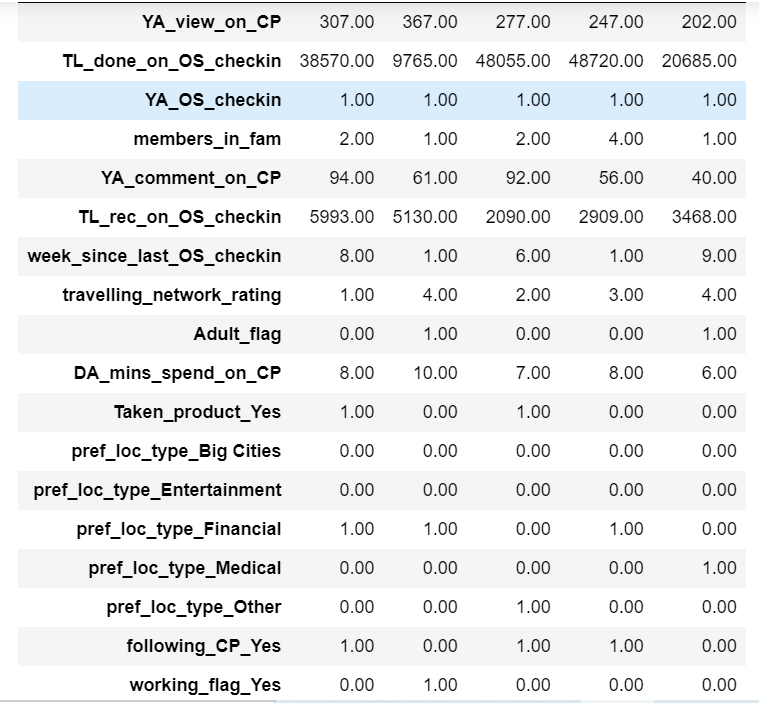 YA_view_on_CP 307.00 367.00 277.00 247.00 202.00
TL_done_on_OS_checkin 38570.00 9765.00 48055.00 48720.00 20685.00
YA_OS_checkin 1.00 1.00 1.00 1.00 1.00
members_in_fam 2.00 1.00 2.00 4.00 1.00
YA_comment_on_CP 94.00 61.00 92.00 56.00 40.00
TL_rec_on_OS_checkin 5993.00 5130.00 2090.00 2909.00 3468.00
week_since_last_OS_checkin 8.00 1.00 6.00 1.00 9.00
travelling_network_rating 1.00 4.00 2.00 3.00 4.00
Adult_flag 0.00 1.00 0.00 0.00 1.00
DA_mins_spend_on_CP 8.00 10.00 7.00 8.00 6.00
Taken_product_Yes 1.00 0.00 1.00 0.00 0.00
pref_loc_type_Big Cities 0.00 0.00 0.00 0.00 0.00
pref_loc_type_Entertainment 0.00 0.00 0.00 0.00 0.00
pref_loc_type_Financial 1.00 1.00 0.00 1.00 0.00
pref_loc_type_Medical 0.00 0.00 0.00 0.00 1.00
pref_loc_type_Other 0.00 0.00 1.00 0.00 0.00
following_CP_Yes 1.00 0.00 1.00 1.00 0.00
working_flag_Yes 0.00 1.00 0.00 0.00 0.00